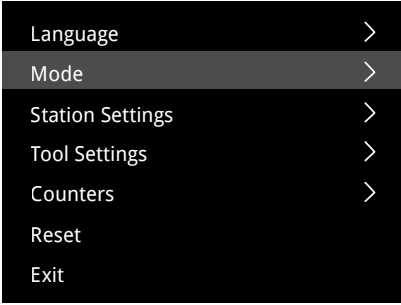 Language
Mode
Station Settings
Tool Settings
Counters
Reset
Exit